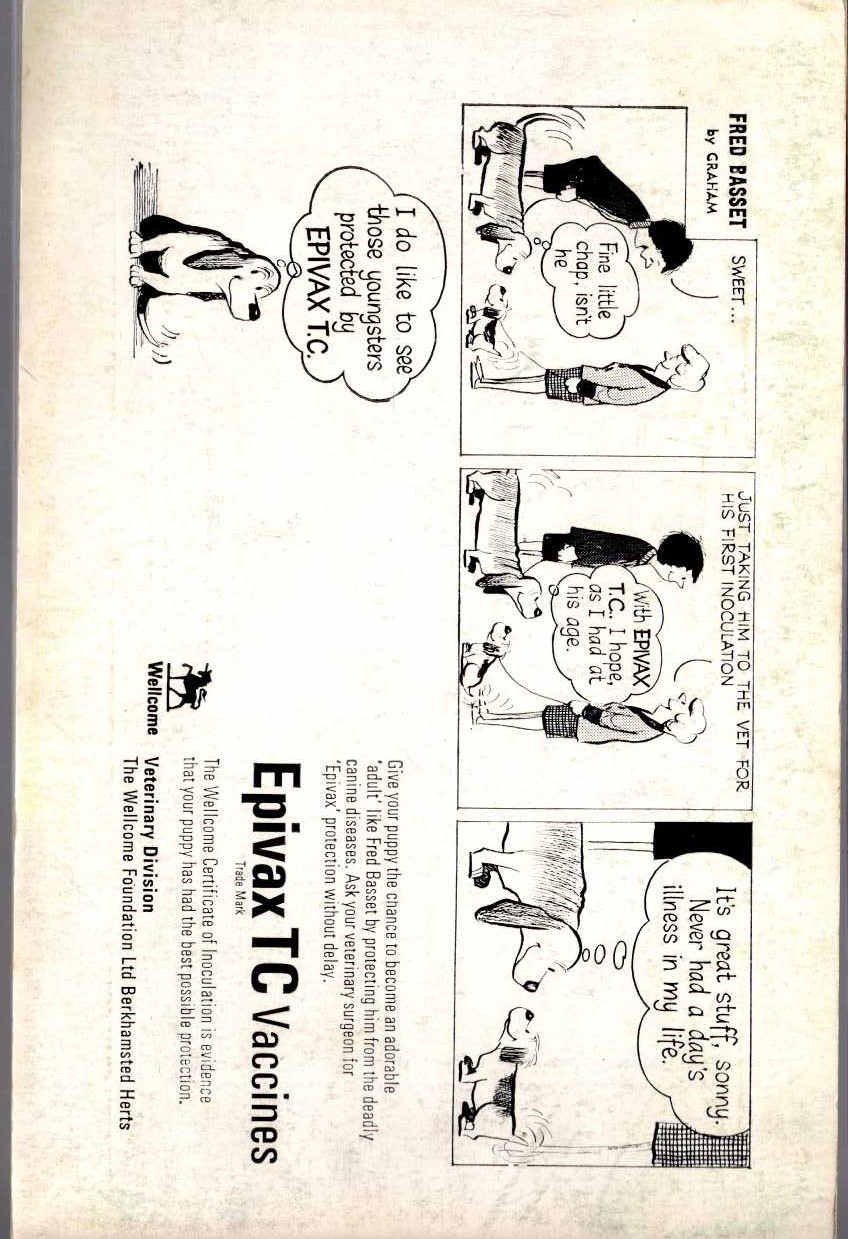 FRED BASSET
by GRAHAM
SWEET ...
Fine little
chap, isn't
he
JUST TAKING HIM TO THE VET FOR
HIS FIRST INOCULATION
With EPIVAX
T.C.. I hope,
as I had at
his age.
It's great stuff, sonny.
Never had a day's
illness in my life.
I do like to see
those youngsters
protected by
EPIVAX T.C.
Give your puppy the chance to become an adorable
'adult' like Fred Basset by protecting him from the deadly
canine diseases. Ask your veterinary surgeon for
'Epivax' protection without delay.
Epivax TC Vaccines
Trade Mark
The Wellcome Certificate of Inoculation is evidence
that your puppy has had the best possible protection.
Wellcome
Veterinary Division
The Wellcome Foundation Ltd Berkhamsted Herts